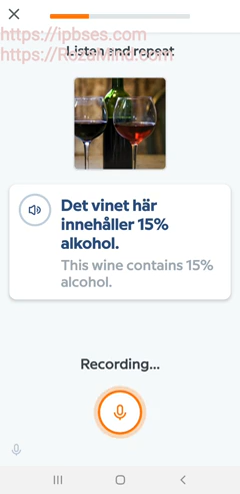 https://ipbses.com
Listen and repeat
https://RozaMind.com
Det vinet här
innehåller 15%
alkohol.
This wine contains 15%
alcohol.
Recording...